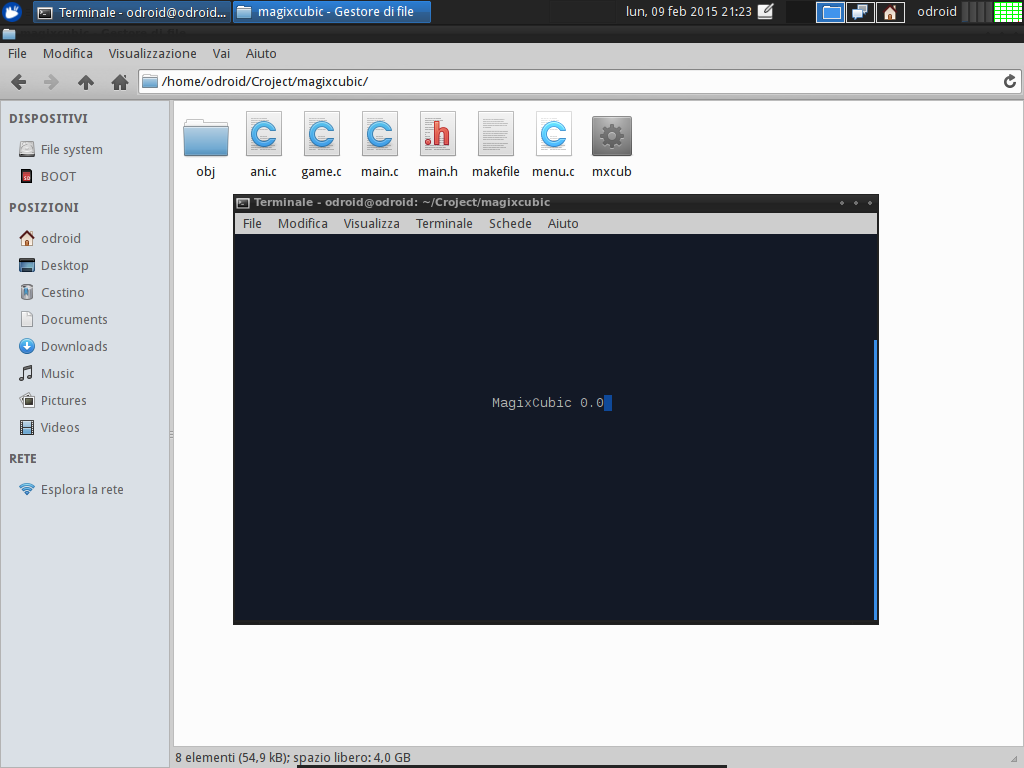 Terminale - odroid@odroid...
magixcubic - Gestore di file
lun, 09 feb 2015 21:23
odroid
File Modifica Visualizzazione Vai Aiuto
/home/odroid/Croject/magixcubic/
DISPOSITIVI
File system
BOOT
POSIZIONI
odroid
Desktop
Cestino
Documents
Downloads
Music
Pictures
Videos
RETE
Esplora la rete
obj ani.c game.c main.c main.h makefile menu.c mxcub
Terminale - odroid@odroid: ~/Croject/magixcubic
File Modifica Visualizza Terminale Schede Aiuto
MagixCubic 0.0
8 elementi (54,9 kB); spazio libero: 4,0 GB